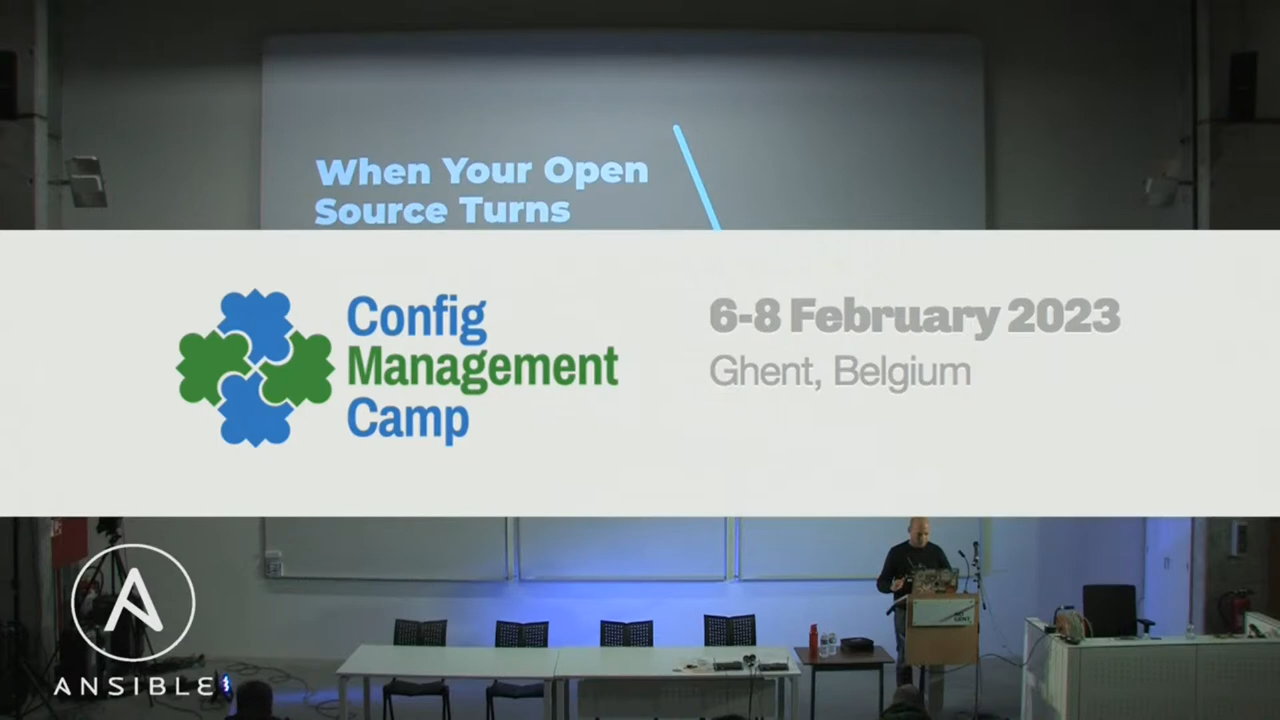 When Your Open
Source Turns
Config
Management
Camp
6-8 February 2023
Ghent, Belgium
ANSIBLE